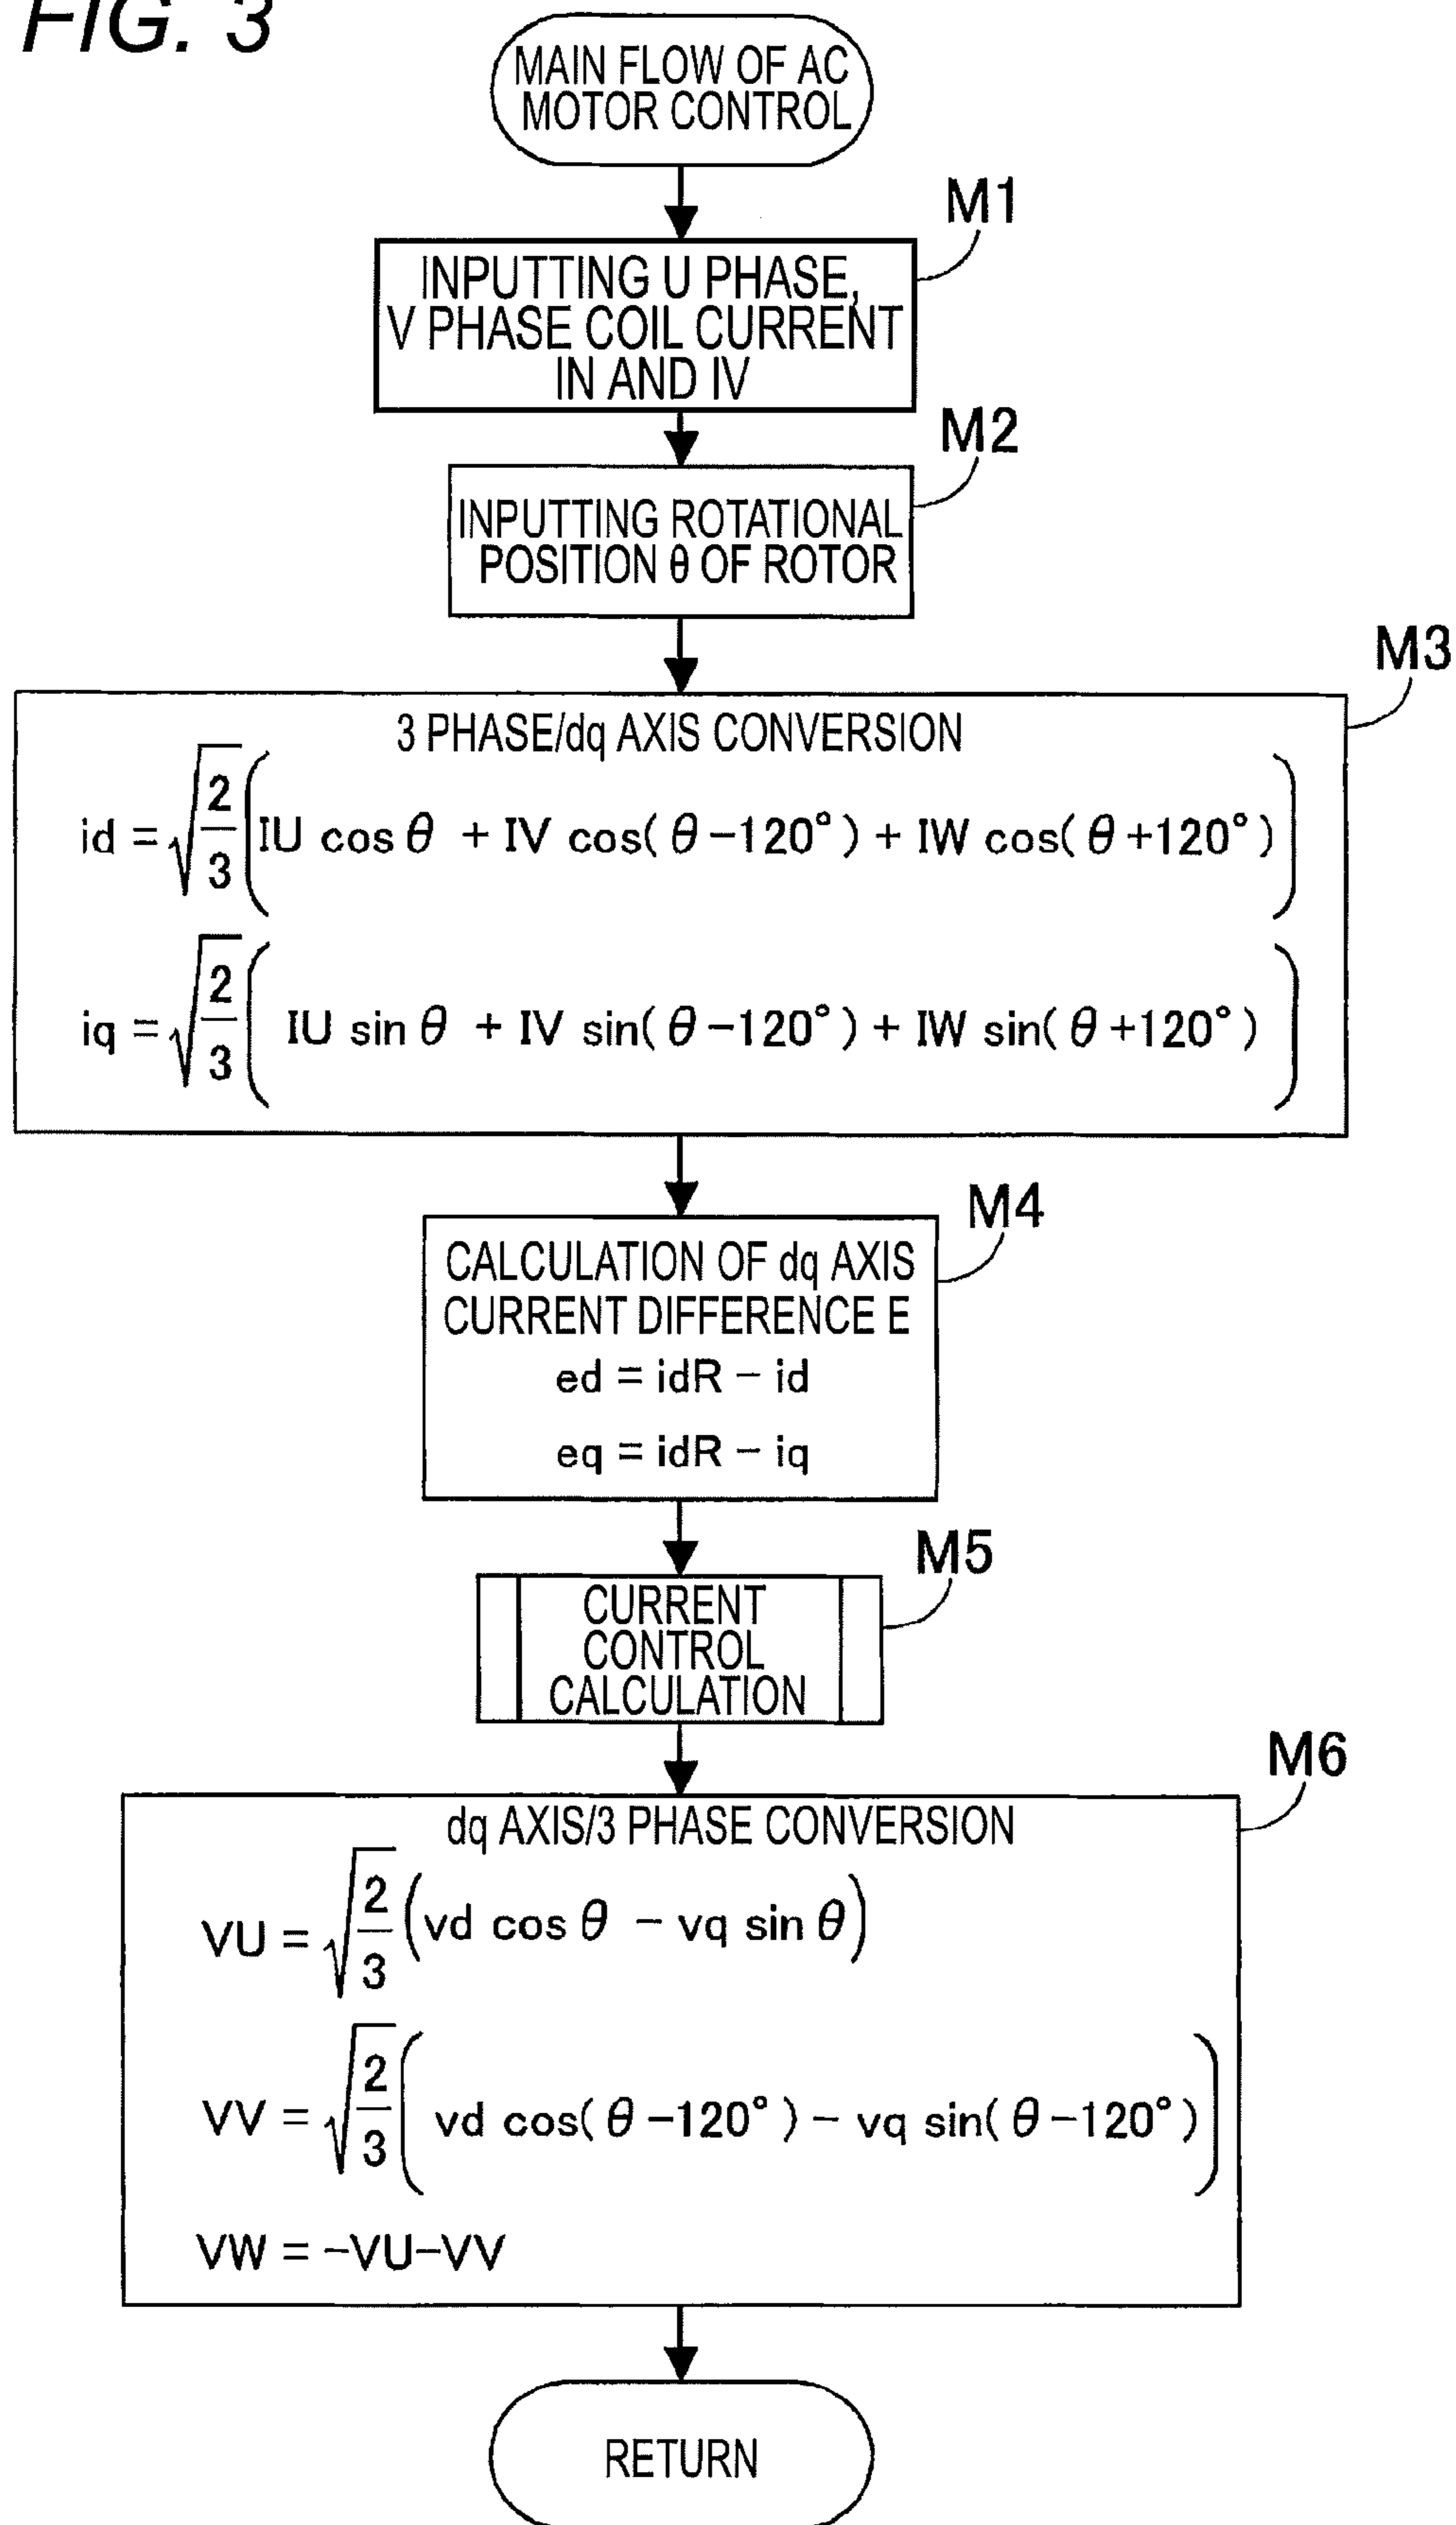 FIG. 3
MAIN FLOW OF AC
MOTOR CONTROL
M1
INPUTTING U PHASE,
V PHASE COIL CURRENT
IN AND IV
M2
INPUTTING ROTATIONAL
POSITION θ OF ROTOR
M3
3 PHASE/dq AXIS CONVERSION
id = √(2/3) (IU cos θ + IV cos(θ−120°) + IW cos(θ+120°))
iq = √(2/3) (IU sin θ + IV sin(θ−120°) + IW sin(θ+120°))
M4
CALCULATION OF dq AXIS
CURRENT DIFFERENCE E
ed = idR − id
eq = idR − iq
M5
CURRENT
CONTROL
CALCULATION
M6
dq AXIS/3 PHASE CONVERSION
VU = √(2/3) (vd cos θ − vq sin θ)
VV = √(2/3) (vd cos(θ−120°) − vq sin(θ−120°))
VW = −VU−VV
RETURN